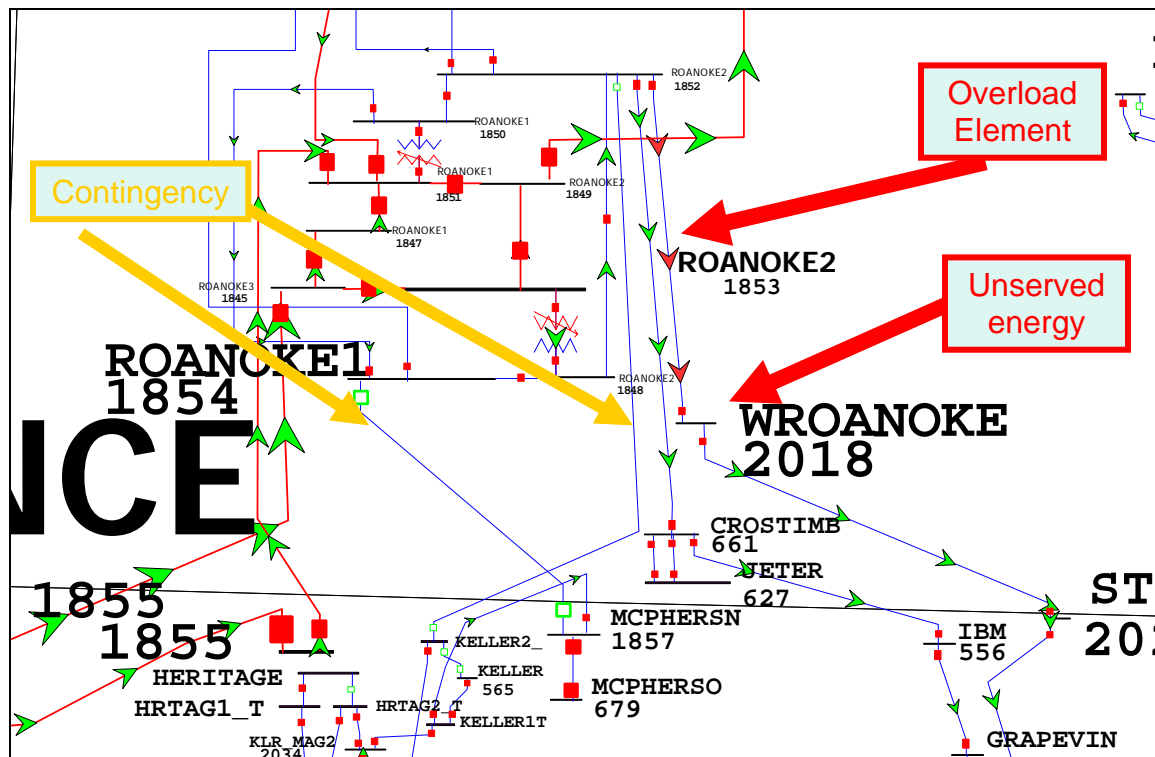 ROANOKE2
1852
Overload
Element
ROANOKE1
1850
Contingency
ROANOKE1
1851
ROANOKE2
1849
ROANOKE1
1847
ROANOKE2
1853
Unserved
energy
ROANOKE3
1845
ROANOKE1
1854
ROANOKE2
1848
WROANOKE
2018
NCE
CROSTIMB
661
JETER
627
1855
1855
MCPHERSN
1857
IBM
556
ST
202
KELLER2_
KELLER
565
HERITAGE
MCPHERSO
679
HRTAG1_T
HRTAG2_T
KELLER1T
KLR_MAG2
2034
GRAPEVIN